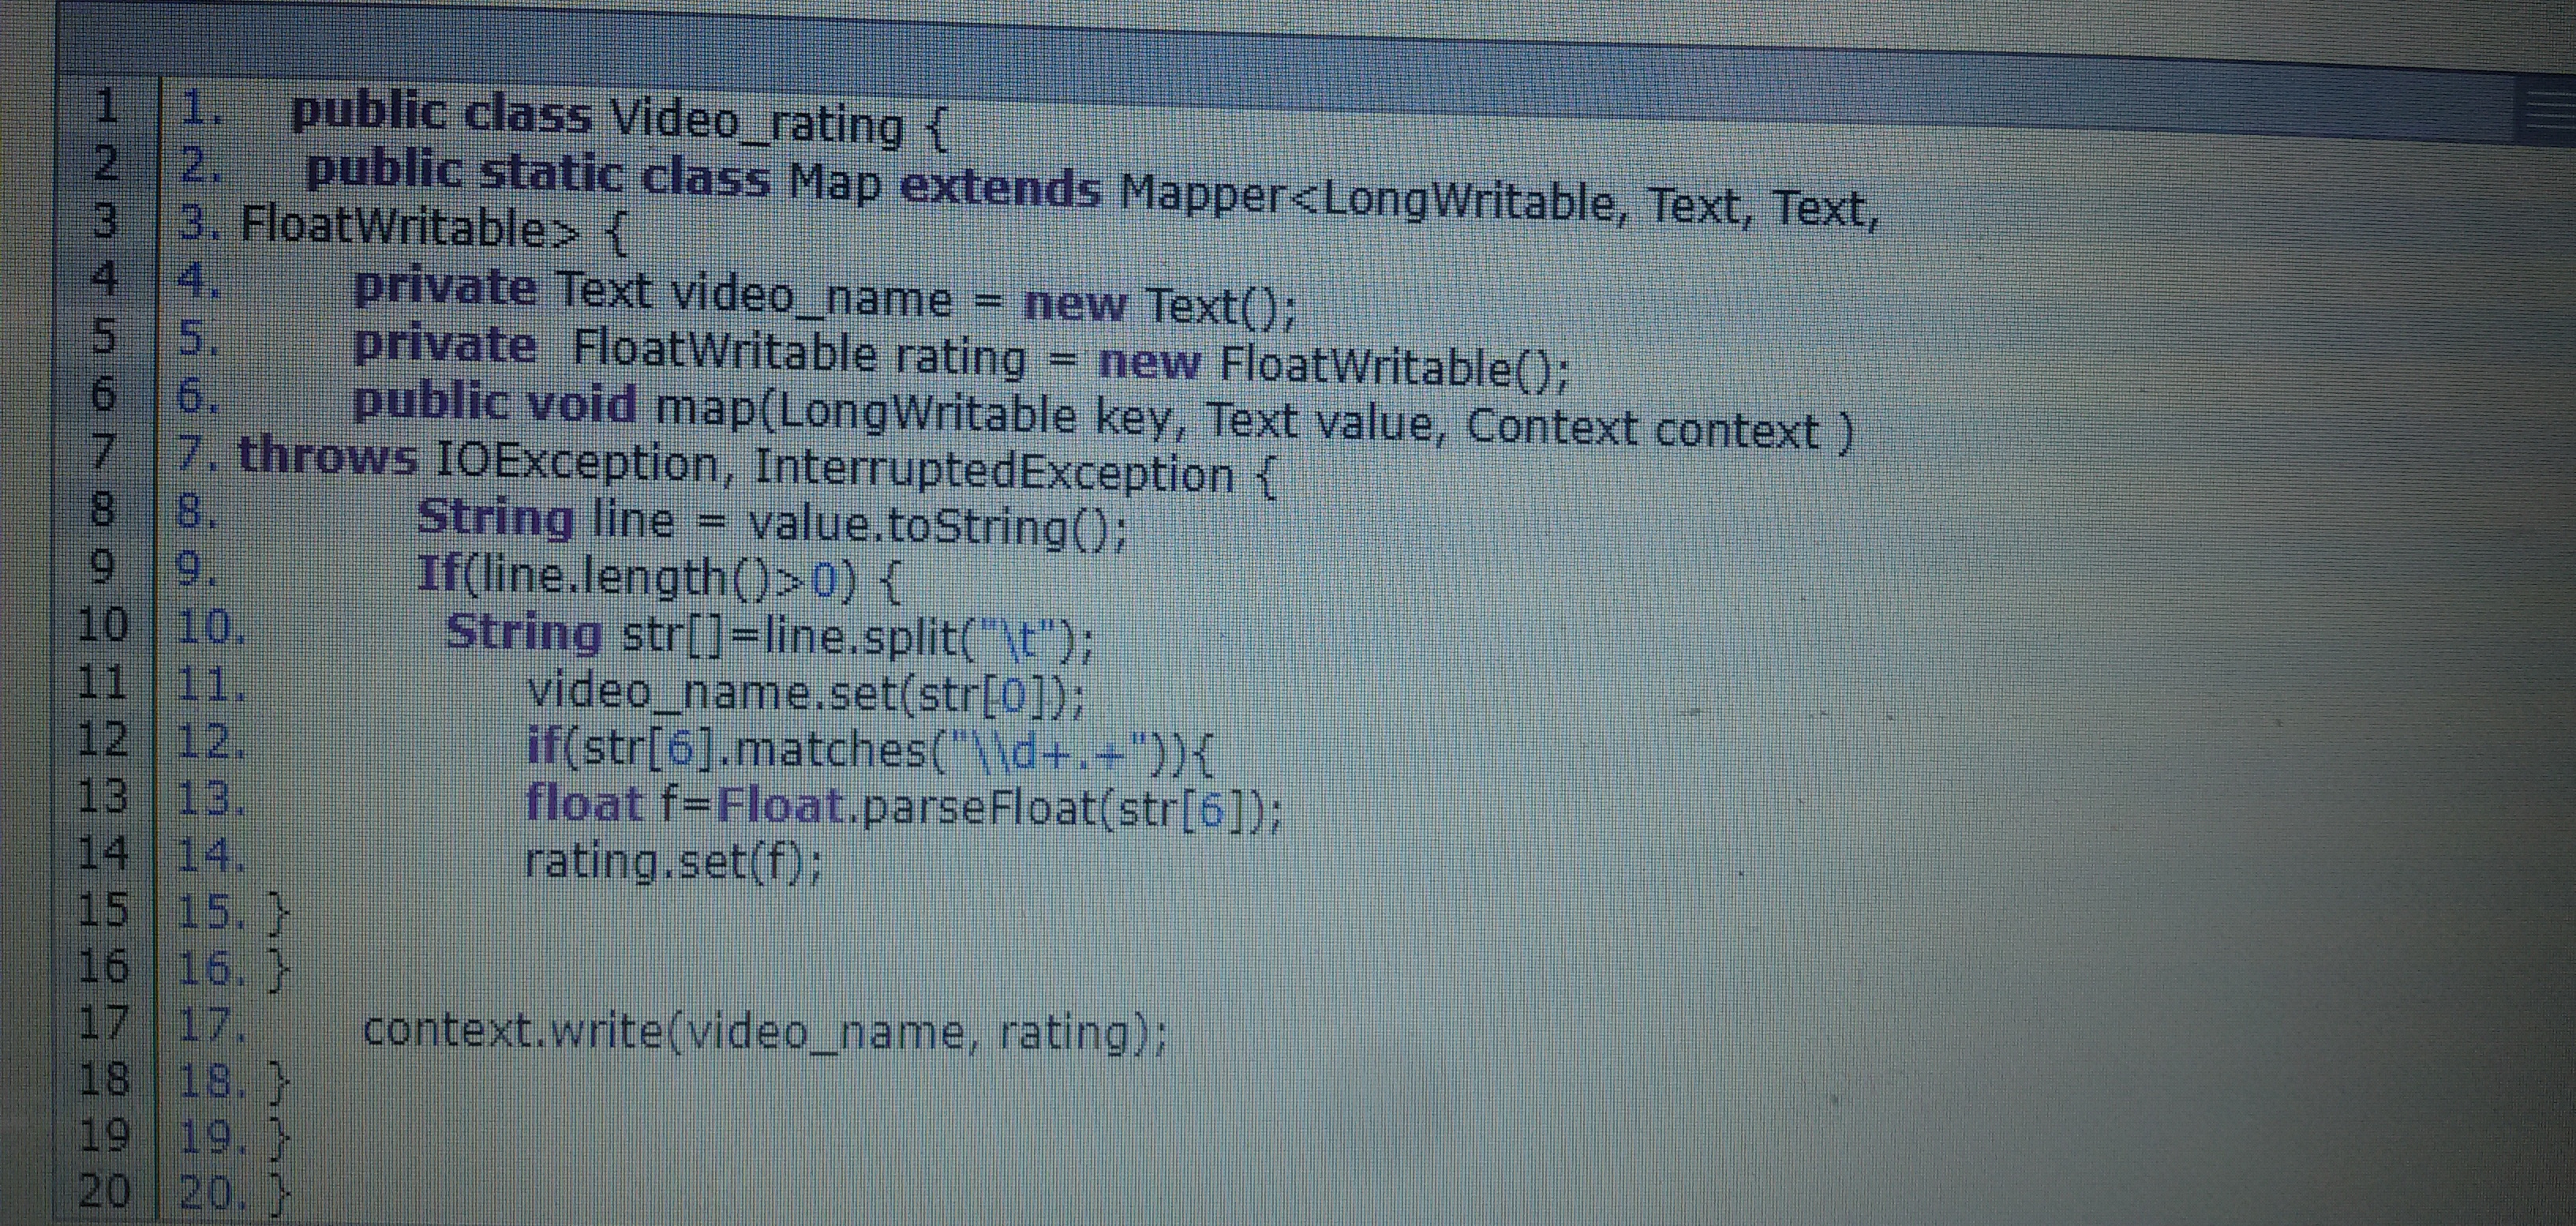 1 1. public class Video_rating {
2 2. public static class Map extends Mapper<LongWritable, Text, Text,
3 3. FloatWritable> {
4 4. private Text video_name = new Text();
5 5. private FloatWritable rating = new FloatWritable();
6 6. public void map(LongWritable key, Text value, Context context )
7 7. throws IOException, InterruptedException {
8 8. String line = value.toString();
9 9. If(line.length()>0) {
10 10. String str[]=line.split("\t");
11 11. video_name.set(str[0]);
12 12. if(str[6].matches("\\d+.+")){
13 13. float f=Float.parseFloat(str[6]);
14 14. rating.set(f);
15 15. }
16 16. }
17 17. context.write(video_name, rating);
18 18. }
19 19. }
20 20. }